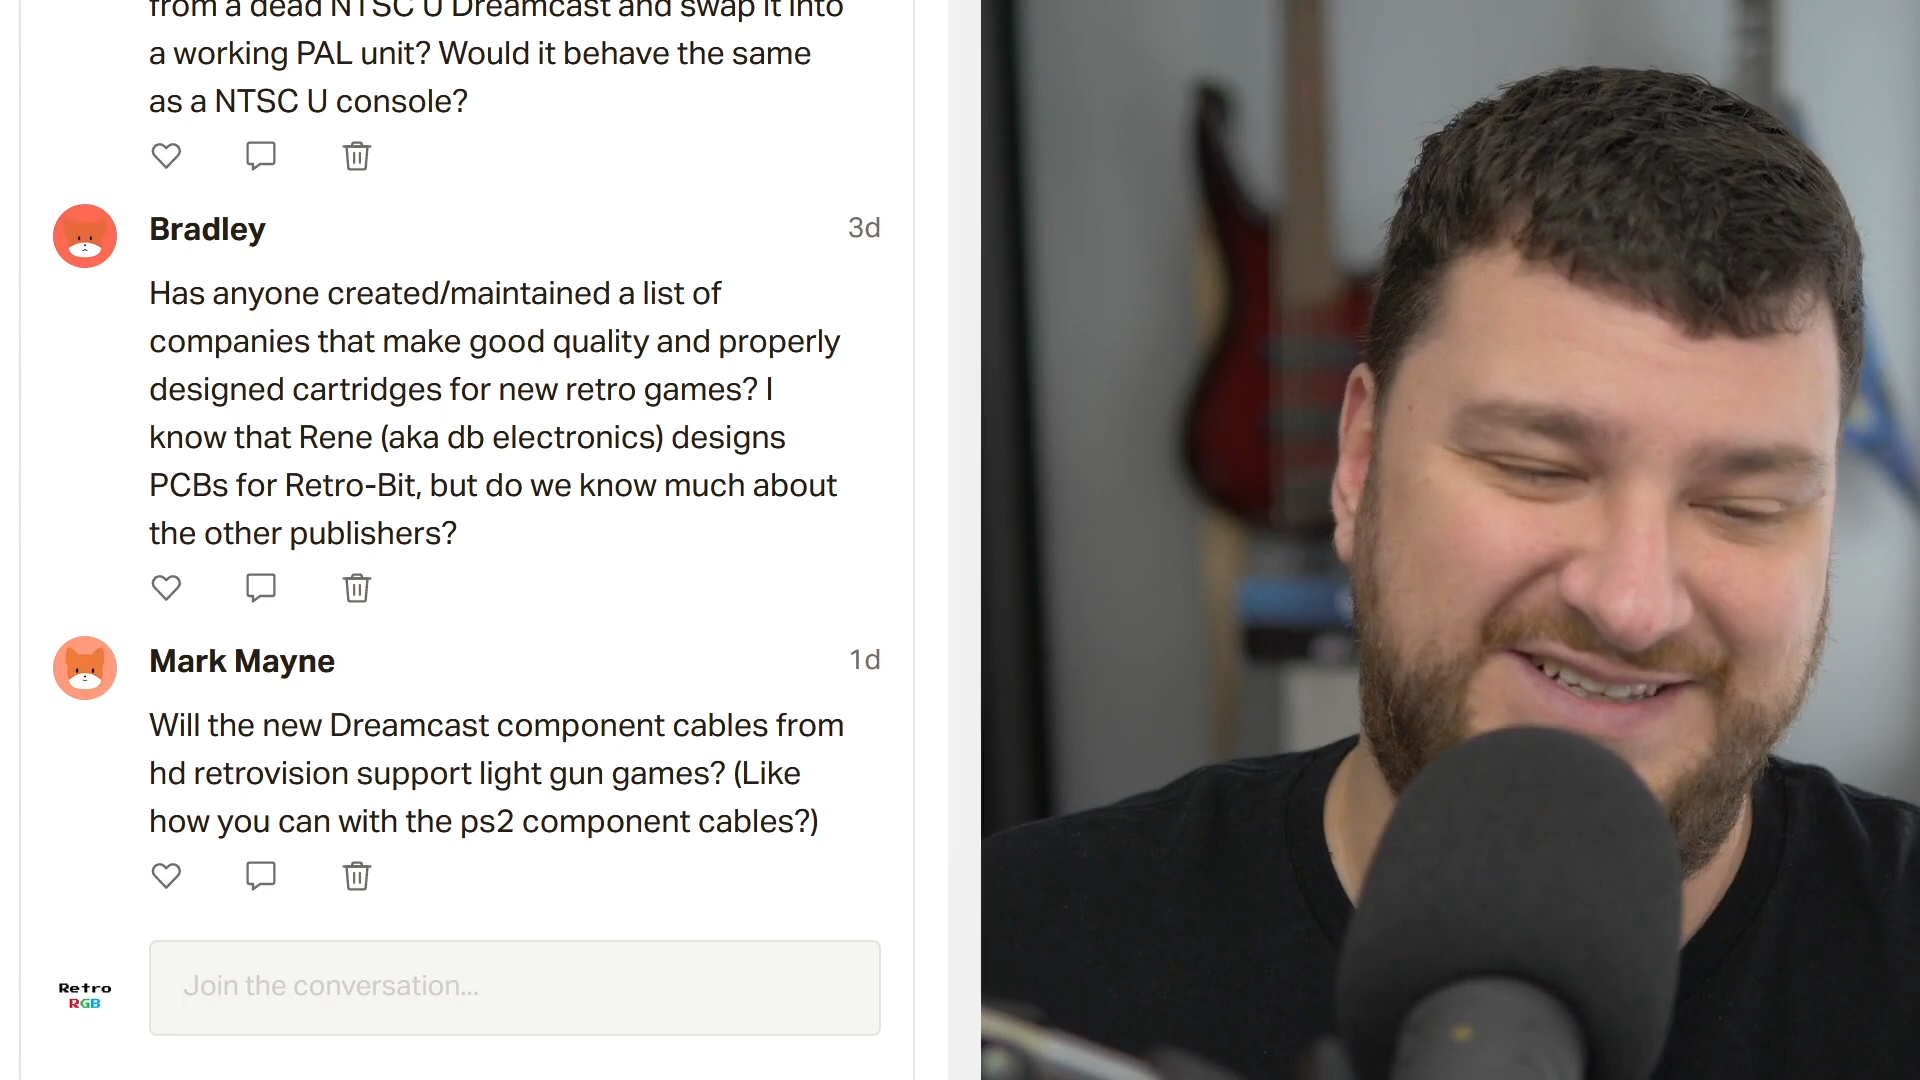 from a dead NTSC U Dreamcast and swap it into
a working PAL unit? Would it behave the same
as a NTSC U console?
Bradley
3d
Has anyone created/maintained a list of
companies that make good quality and properly
designed cartridges for new retro games? I
know that Rene (aka db electronics) designs
PCBs for Retro-Bit, but do we know much about
the other publishers?
Mark Mayne
1d
Will the new Dreamcast component cables from
hd retrovision support light gun games? (Like
how you can with the ps2 component cables?)
Retro
RGB
Join the conversation...